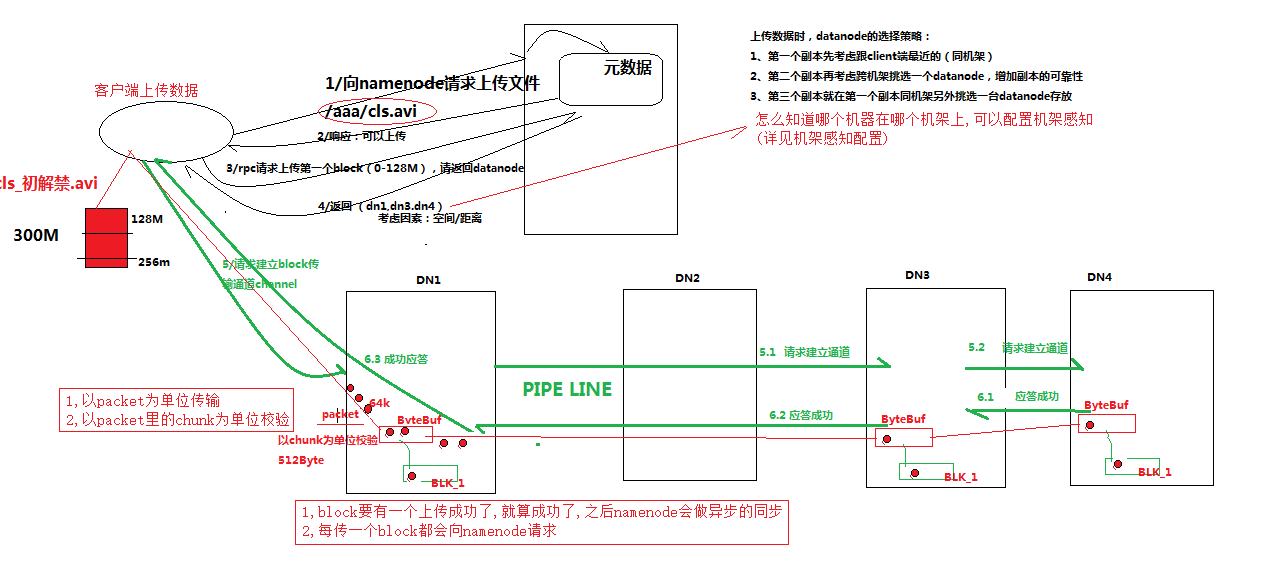 上传数据时，datanode的选择策略：
1、第一个副本先考虑跟client端最近的（同机架）
2、第二个副本再考虑跨机架挑选一个datanode，增加副本的可靠性
3、第三个副本就在第一个副本同机架另外挑选一台datanode存放
怎么知道哪个机器在哪个机架上,可以配置机架感知
(详见机架感知配置)
元数据
客户端上传数据
1/向namenode请求上传文件
/aaa/cls.avi
2/响应：可以上传
3/rpc请求上传第一个block（0-128M），请返回datanode
4/返回（dn1,dn3.dn4）
考虑因素：空间/距离
cls_初解禁.avi
300M
128M
256m
5/请求建立block传
输通道channel
DN1
DN2
DN3
DN4
6.3 成功应答
5.1 请求建立通道
5.2 请求建立通道
PIPE LINE
6.2 应答成功
6.1 应答成功
1,以packet为单位传输
2,以packet里的chunk为单位校验
64k
packet
ByteBuf
ByteBuf
ByteBuf
以chunk为单位校验
512Byte
BLK_1
BLK_1
BLK_1
1,block要有一个上传成功了,就算成功了,之后namenode会做异步的同步
2,每传一个block都会向namenode请求